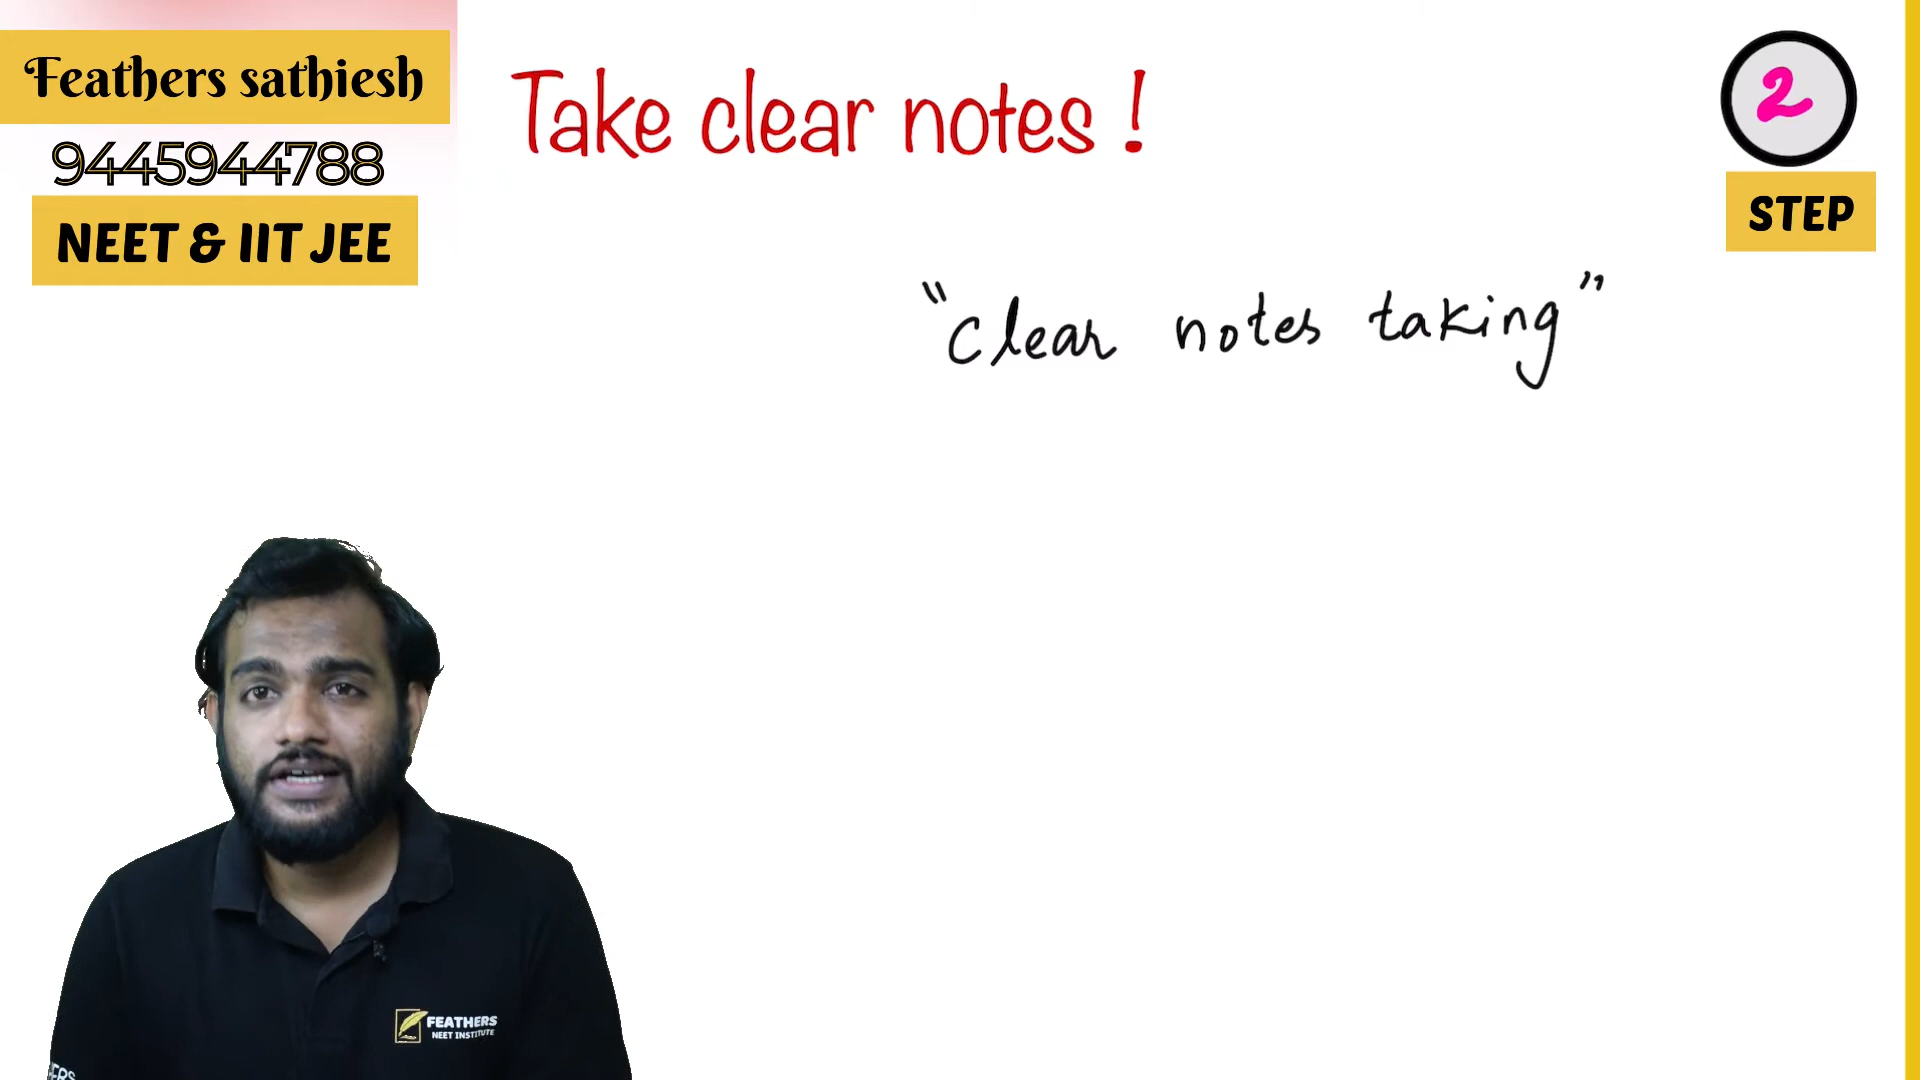 Feathers sathiesh
9445944788
NEET & IIT JEE
Take clear notes !
2
STEP
"clear notes taking"
FEATHERS
NEET INSTITUTE